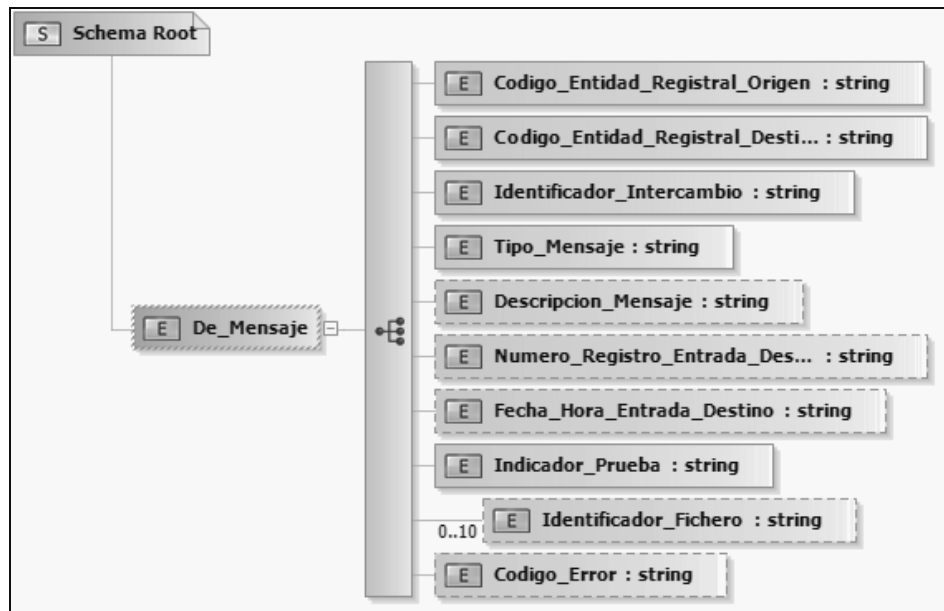 S Schema Root
E Codigo_Entidad_Registral_Origen : string
E Codigo_Entidad_Registral_Desti... : string
E Identificador_Intercambio : string
E Tipo_Mensaje : string
E Descripcion_Mensaje : string
E De_Mensaje
E Numero_Registro_Entrada_Des... : string
E Fecha_Hora_Entrada_Destino : string
E Indicador_Prueba : string
0..10 E Identificador_Fichero : string
E Codigo_Error : string